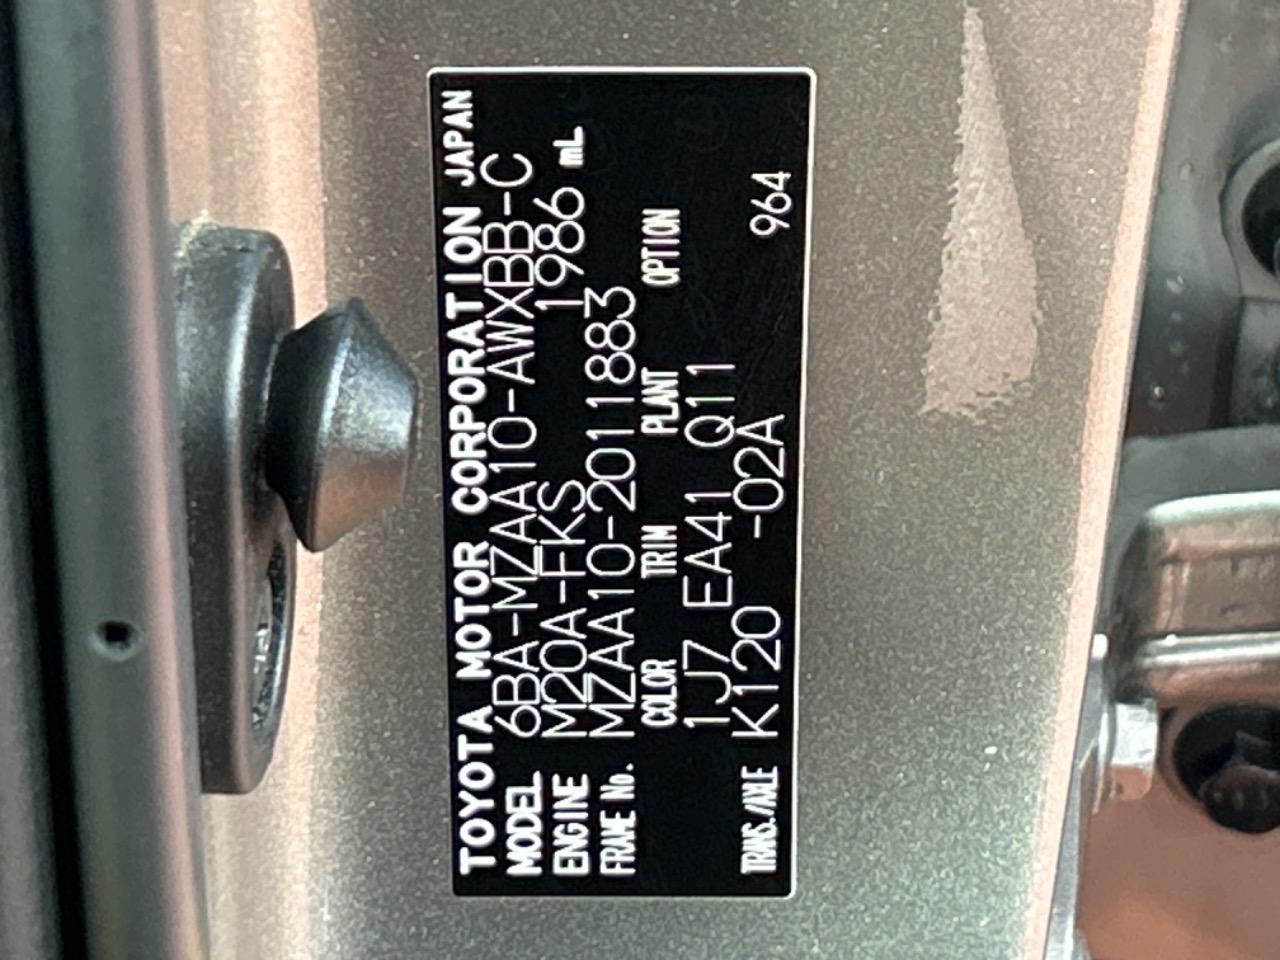 TOYOTA MOTOR CORPORATION JAPAN
MODEL 6BA-MZAA10-AWXBB-C
ENGINE M20A-FKS 1986 mL
FRAME No. MZAA10-2011883
COLOR TRIM PLANT OPTION
1J7 EA41 Q11
TRANS./AXLE K120 -02A 964